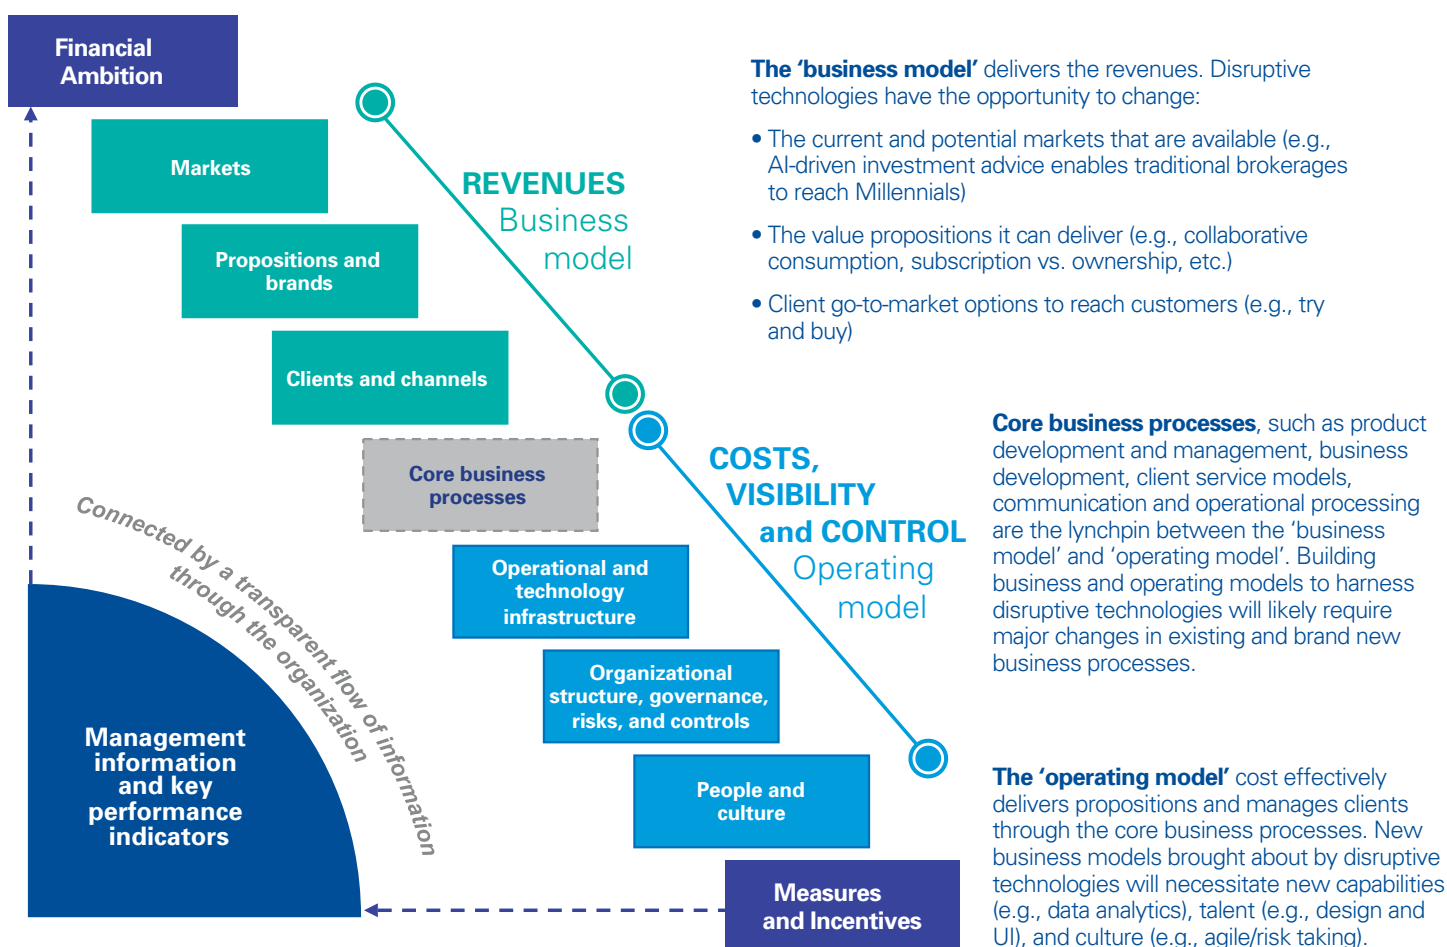 Financial
Ambition
Markets
Propositions and
brands
Clients and channels
Core business
processes
Operational and
technology
infrastructure
Organizational
structure, governance,
risks, and controls
People and
culture
Measures
and Incentives
Management
information
and key
performance
indicators
Connected by a transparent flow of information
through the organization
REVENUES
Business
model
COSTS,
VISIBILITY
and CONTROL
Operating
model
The ‘business model’ delivers the revenues. Disruptive
technologies have the opportunity to change:
• The current and potential markets that are available (e.g.,
AI-driven investment advice enables traditional brokerages
to reach Millennials)
• The value propositions it can deliver (e.g., collaborative
consumption, subscription vs. ownership, etc.)
• Client go-to-market options to reach customers (e.g., try
and buy)
Core business processes, such as product
development and management, business
development, client service models,
communication and operational processing
are the lynchpin between the ‘business
model’ and ‘operating model’. Building
business and operating models to harness
disruptive technologies will likely require
major changes in existing and brand new
business processes.
The ‘operating model’ cost effectively
delivers propositions and manages clients
through the core business processes. New
business models brought about by disruptive
technologies will necessitate new capabilities
(e.g., data analytics), talent (e.g., design and
UI), and culture (e.g., agile/risk taking).